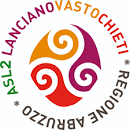 * ASL2 LANCIANOVASTOCHIETI * REGIONE ABRUZZO